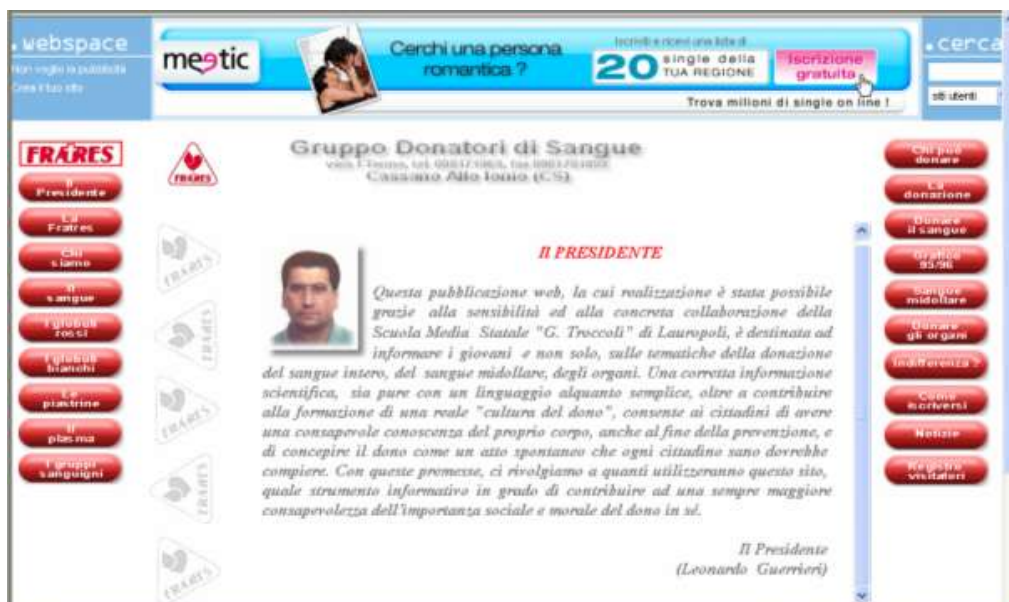 .webspace
non voglio la pubblicità
Crea il tuo sito
meetic
Cerchi una persona
romantica ?
Iscriviti e ricevi una lista di
20 single della
TUA REGIONE
Iscrizione
gratuita
Trova milioni di single on line !
.cerca
siti utenti
FRATRES
Il
Presidente
La
Fratres
Chi
siamo
Il
sangue
I globuli
rossi
I globuli
bianchi
Le
piastrine
Il
plasma
I gruppi
sanguigni
FRATRES
Gruppo Donatori di Sangue
Cassano Allo Ionio (CS)
Il PRESIDENTE
Questa pubblicazione web, la cui realizzazione è stata possibile
grazie alla sensibilità ed alla concreta collaborazione della
Scuola Media Statale "G. Troccoli" di Lauropoli, è destinata ad
informare i giovani e non solo, sulle tematiche della donazione
del sangue intero, del sangue midollare, degli organi. Una corretta informazione
scientifica, sia pure con un linguaggio alquanto semplice, oltre a contribuire
alla formazione di una reale "cultura del dono", consente ai cittadini di avere
una consapevole conoscenza del proprio corpo, anche al fine della prevenzione, e
di concepire il dono come un atto spontaneo che ogni cittadino sano dovrebbe
compiere. Con queste premesse, ci rivolgiamo a quanti utilizzeranno questo sito,
quale strumento informativo in grado di contribuire ad una sempre maggiore
consapevolezza dell'importanza sociale e morale del dono in sé.
Il Presidente
(Leonardo Guerrieri)
FRATRES
FRATRES
FRATRES
FRATRES
FRATRES
Chi può
donare
La
donazione
Donare
il sangue
Grafico
95/96
Sangue
midollare
Donare
gli organi
Indifferenza ?
Come
iscriversi
Notizie
Registro
visitatori